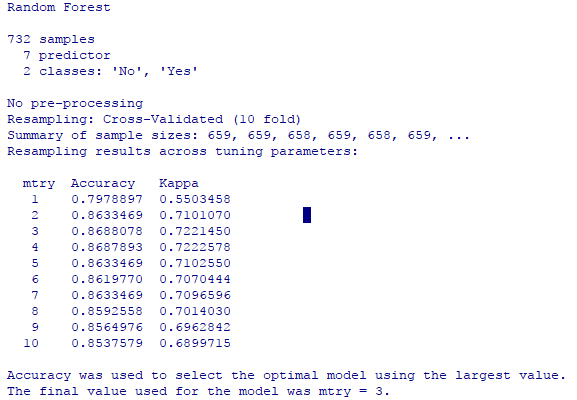 Random Forest
732 samples
7 predictor
2 classes: 'No', 'Yes'
No pre-processing
Resampling: Cross-Validated (10 fold)
Summary of sample sizes: 659, 659, 658, 659, 658, 659, ...
Resampling results across tuning parameters:
mtry Accuracy Kappa
1 0.7978897 0.5503458
2 0.8633469 0.7101070
3 0.8688078 0.7221450
4 0.8687893 0.7222578
5 0.8633469 0.7102550
6 0.8619770 0.7070444
7 0.8633469 0.7096596
8 0.8592558 0.7014030
9 0.8564976 0.6962842
10 0.8537579 0.6899715
Accuracy was used to select the optimal model using the largest value.
The final value used for the model was mtry = 3.